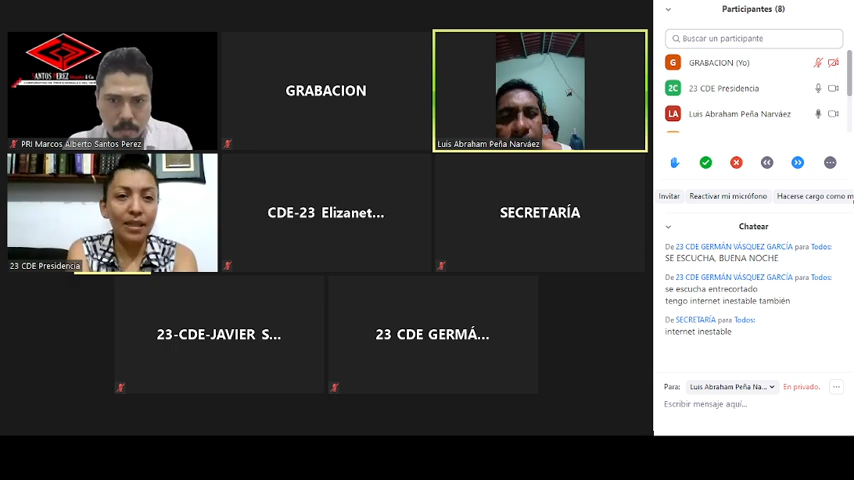 SANTOS PEREZ
PRI Marcos Alberto Santos Perez
GRABACION
Luis Abraham Peña Narváez
23 CDE Presidencia
CDE-23 Elizanet...
SECRETARÍA
23-CDE-JAVIER S...
23 CDE GERMÁ...
Participantes (8)
Buscar un participante
G GRABACION (Yo)
2C 23 CDE Presidencia
LA Luis Abraham Peña Narváez
Invitar Reactivar mi micrófono Hacerse cargo como m
Chatear
De 23 CDE GERMÁN VÁSQUEZ GARCÍA para Todos:
SE ESCUCHA, BUENA NOCHE
De 23 CDE GERMÁN VÁSQUEZ GARCÍA para Todos:
se escucha entrecortado
tengo internet inestable también
De SECRETARÍA para Todos:
internet inestable
Para: Luis Abraham Peña Na... En privado. ...
Escribir mensaje aquí...